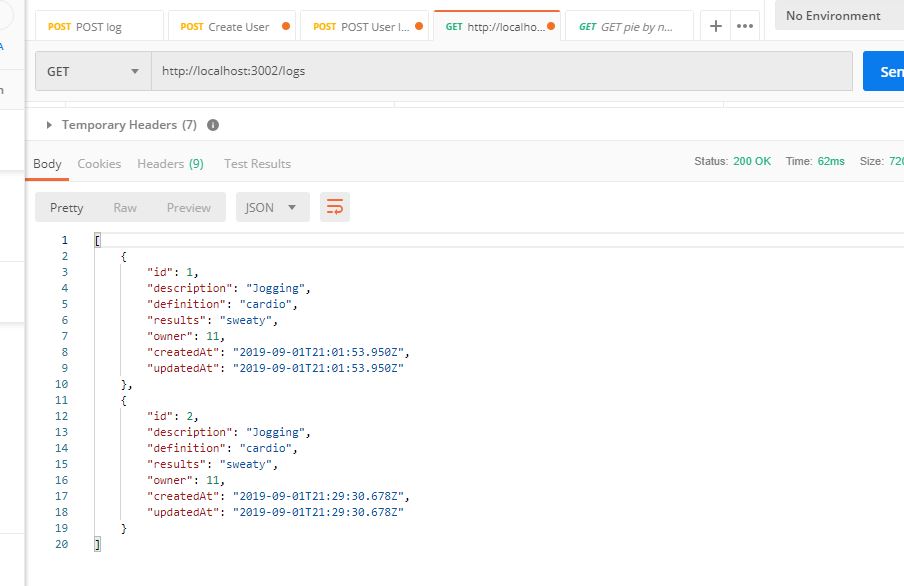 POST POST log POST Create User POST POST User l... GET http://localho... GET GET pie by n... + ••• No Environment
GET http://localhost:3002/logs Sen
Temporary Headers (7)
Body Cookies Headers (9) Test Results Status: 200 OK Time: 62ms Size: 720
Pretty Raw Preview JSON
1 [
2 {
3 "id": 1,
4 "description": "Jogging",
5 "definition": "cardio",
6 "results": "sweaty",
7 "owner": 11,
8 "createdAt": "2019-09-01T21:01:53.950Z",
9 "updatedAt": "2019-09-01T21:01:53.950Z"
10 },
11 {
12 "id": 2,
13 "description": "Jogging",
14 "definition": "cardio",
15 "results": "sweaty",
16 "owner": 11,
17 "createdAt": "2019-09-01T21:29:30.678Z",
18 "updatedAt": "2019-09-01T21:29:30.678Z"
19 }
20 ]